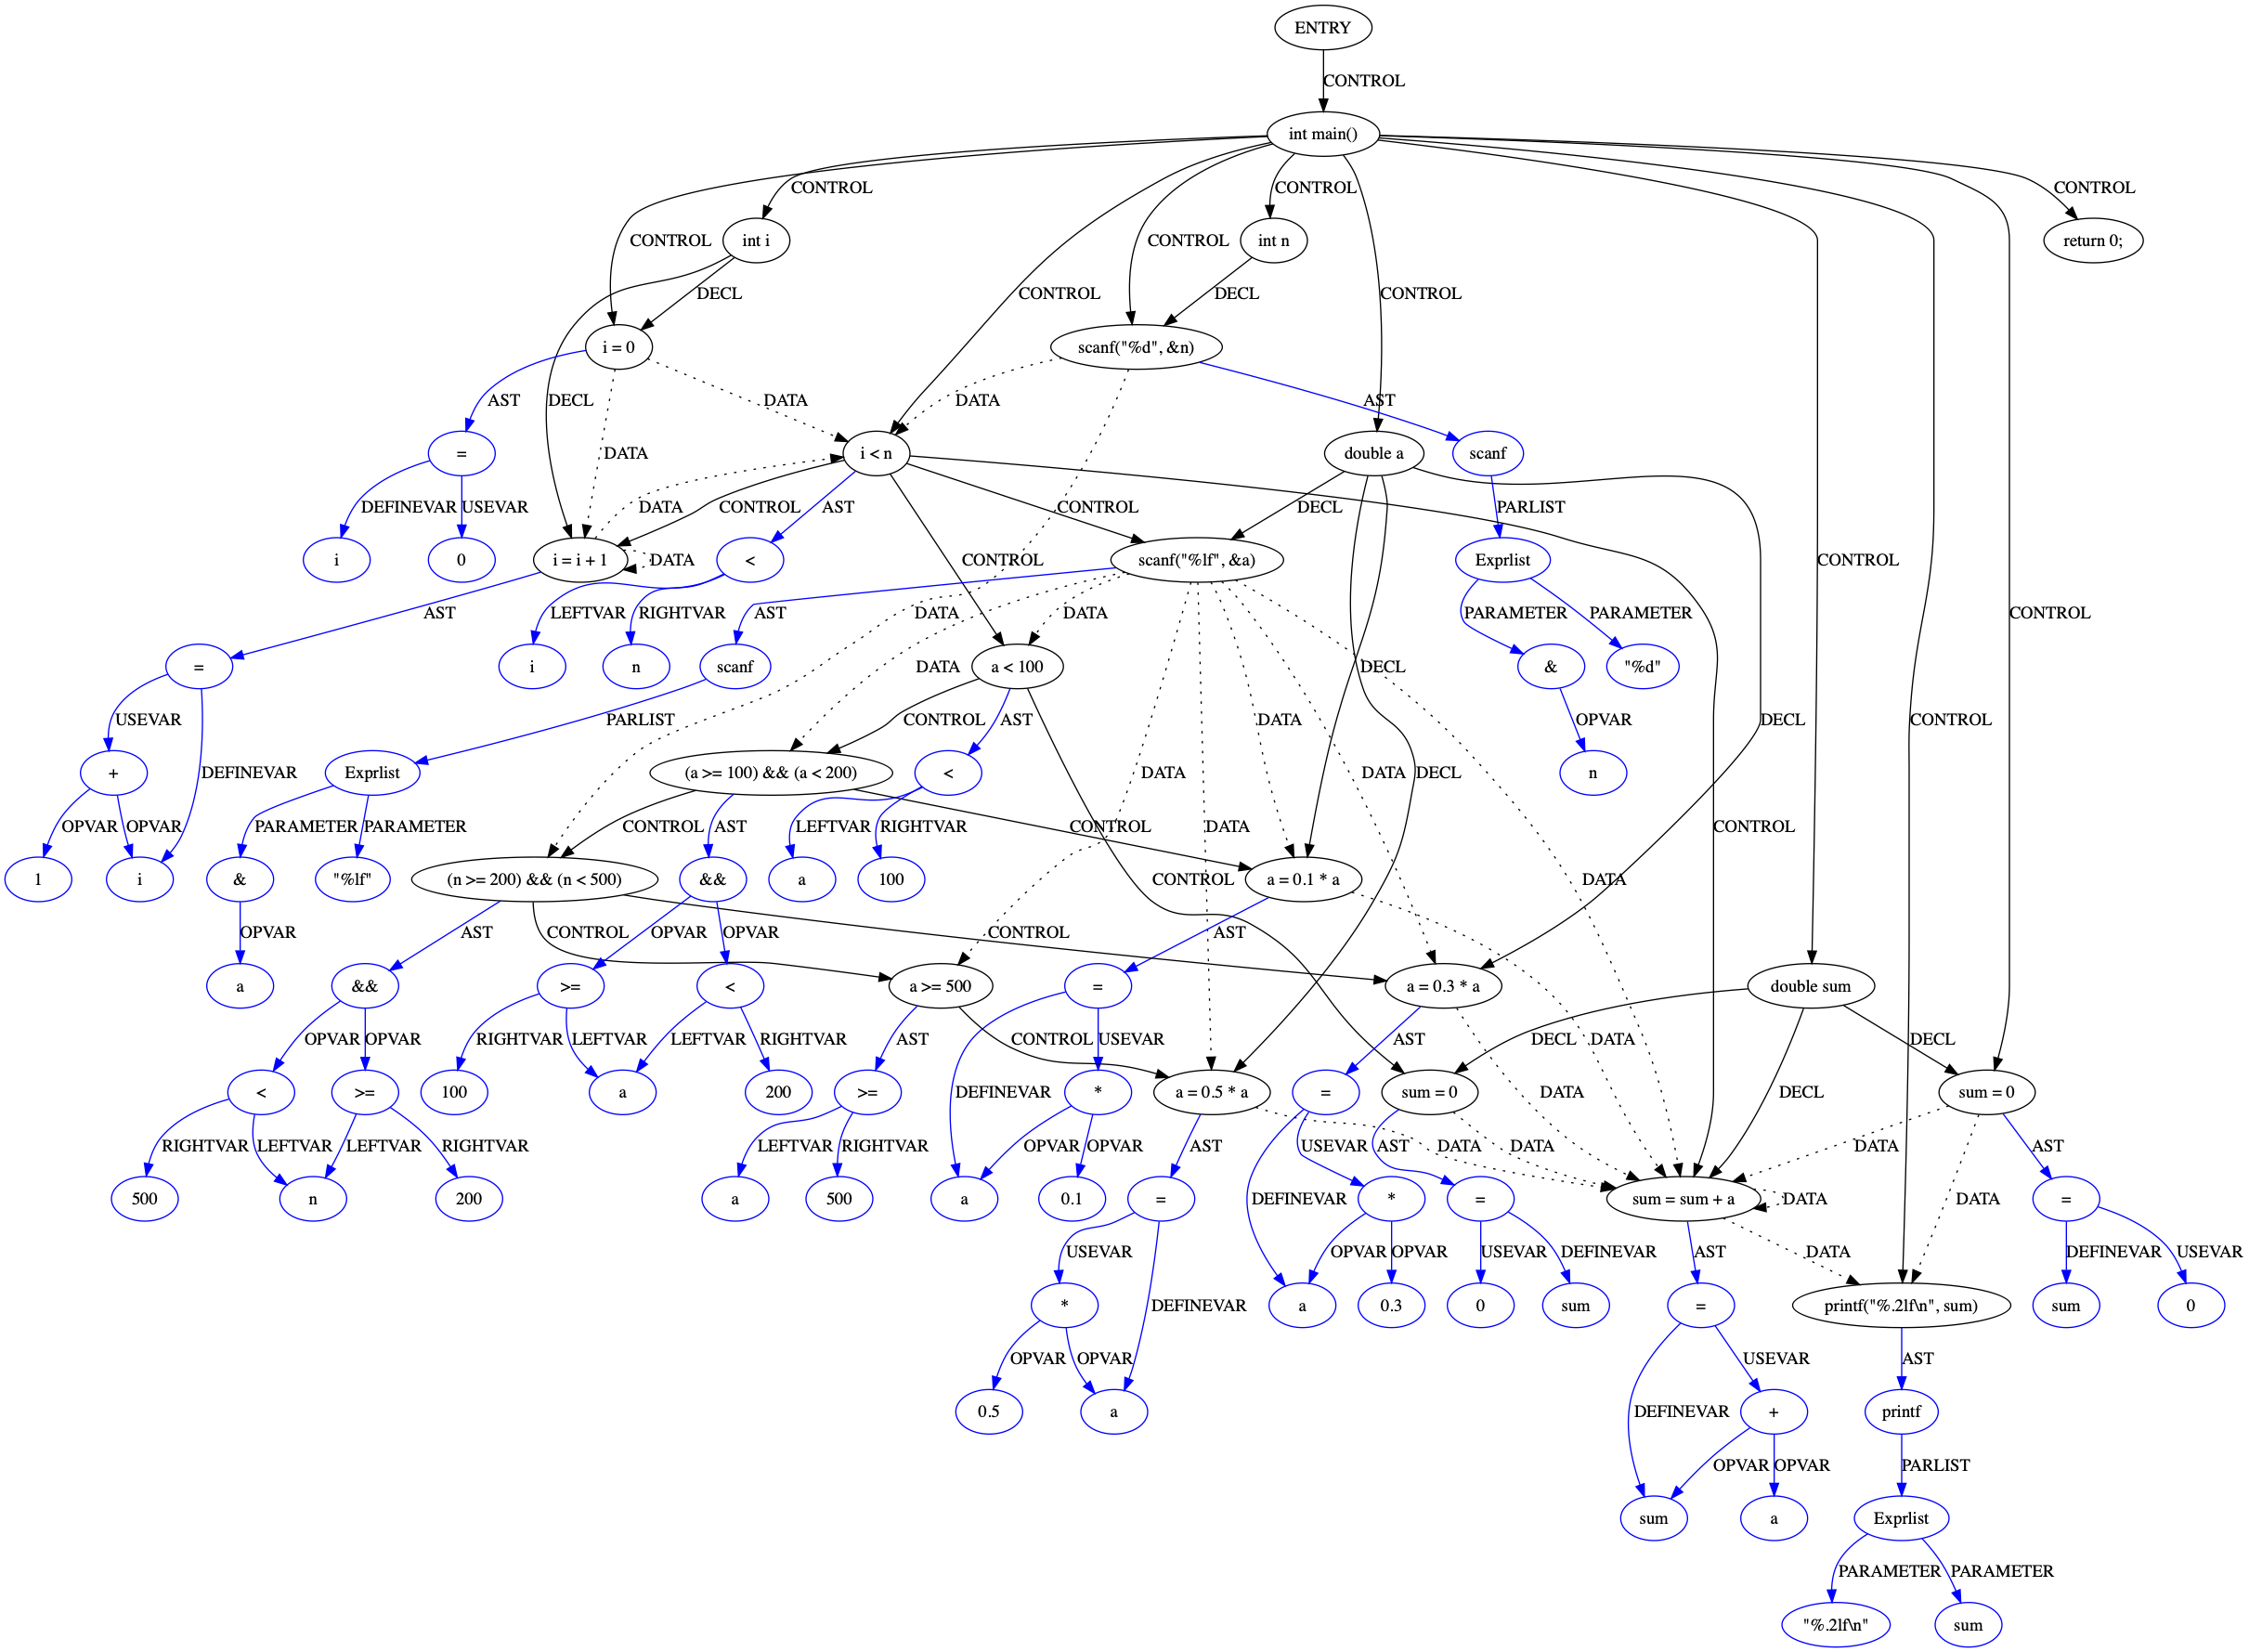 ENTRY
CONTROL
int main()
CONTROL
CONTROL
CONTROL
int i
int n
return 0;
CONTROL
CONTROL
DECL
DECL
CONTROL
CONTROL
i = 0
scanf("%d", &n)
AST
DECL
DATA
DATA
AST
=
i < n
double a
scanf
DEFINEVAR
USEVAR
DATA
DATA
CONTROL
AST
CONTROL
DECL
PARLIST
i
0
i = i + 1
DATA
<
CONTROL
scanf("%lf", &a)
Exprlist
CONTROL
AST
LEFTVAR
RIGHTVAR
AST
DATA
DATA
PARAMETER
PARAMETER
CONTROL
=
i
n
scanf
DATA
a < 100
DECL
&
"%d"
USEVAR
PARLIST
CONTROL
AST
DATA
OPVAR
CONTROL
DECL
+
DEFINEVAR
Exprlist
(a >= 100) && (a < 200)
<
DATA
DATA
DECL
n
OPVAR
OPVAR
PARAMETER
PARAMETER
CONTROL
AST
LEFTVAR
RIGHTVAR
CONTROL
DATA
CONTROL
1
i
&
"%lf"
(n >= 200) && (n < 500)
&&
a
100
CONTROL
a = 0.1 * a
DATA
OPVAR
AST
CONTROL
OPVAR
OPVAR
CONTROL
AST
a
&&
>=
<
a >= 500
=
a = 0.3 * a
double sum
OPVAR
OPVAR
RIGHTVAR
LEFTVAR
LEFTVAR
RIGHTVAR
AST
CONTROL
USEVAR
AST
DECL
DATA
DECL
<
>=
100
a
200
>=
DEFINEVAR
*
a = 0.5 * a
=
sum = 0
DATA
DECL
sum = 0
RIGHTVAR
LEFTVAR
LEFTVAR
RIGHTVAR
LEFTVAR
RIGHTVAR
OPVAR
OPVAR
AST
USEVAR
AST
DATA
DATA
DATA
AST
500
n
200
a
500
a
0.1
=
DEFINEVAR
*
=
sum = sum + a
DATA
DATA
=
USEVAR
OPVAR
OPVAR
USEVAR
DEFINEVAR
AST
DATA
DEFINEVAR
USEVAR
*
DEFINEVAR
a
0.3
0
sum
=
printf("%.2lf\n", sum)
sum
0
OPVAR
OPVAR
USEVAR
AST
0.5
a
DEFINEVAR
+
printf
OPVAR
OPVAR
PARLIST
sum
a
Exprlist
PARAMETER
PARAMETER
"%.2lf\n"
sum